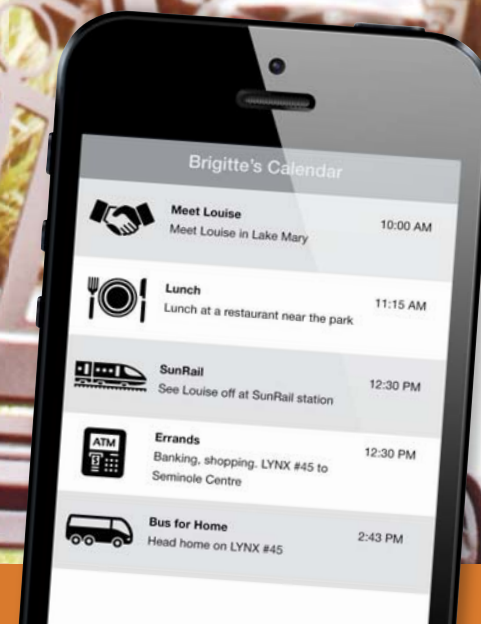 Brigitte's Calendar
Meet Louise
10:00 AM
Meet Louise in Lake Mary
Lunch
11:15 AM
Lunch at a restaurant near the park
SunRail
12:30 PM
See Louise off at SunRail station
ATM
Errands
12:30 PM
Banking, shopping. LYNX #45 to
Seminole Centre
Bus for Home
2:43 PM
Head home on LYNX #45